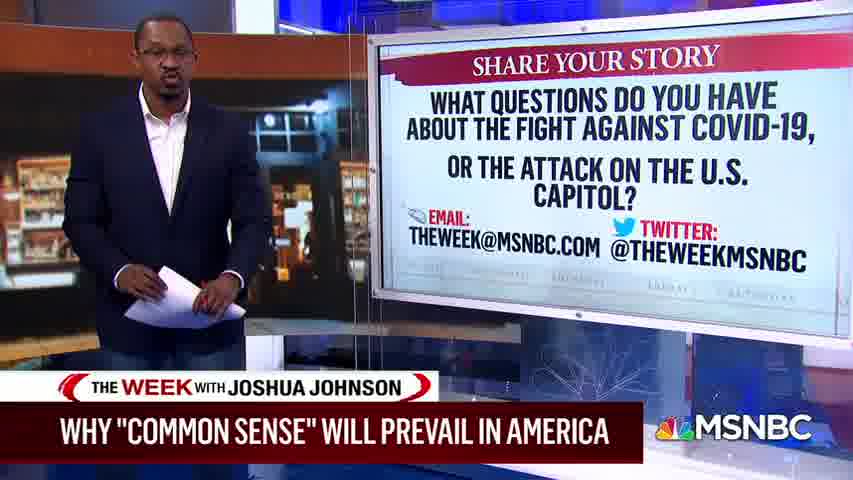 SHARE YOUR STORY
WHAT QUESTIONS DO YOU HAVE
ABOUT THE FIGHT AGAINST COVID-19,
OR THE ATTACK ON THE U.S.
CAPITOL?
EMAIL:
THEWEEK@MSNBC.COM
TWITTER:
@THEWEEKMSNBC
THE WEEK WITH JOSHUA JOHNSON
WHY "COMMON SENSE" WILL PREVAIL IN AMERICA
MSNBC